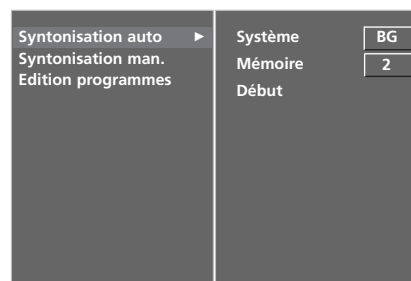 Syntonisation auto ►
Syntonisation man.
Edition programmes
Système BG
Mémoire 2
Début